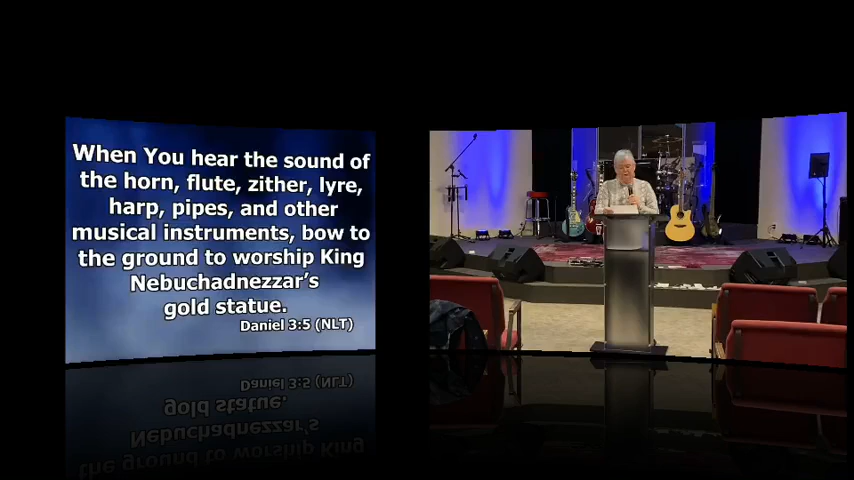 When You hear the sound of
the horn, flute, zither, lyre,
harp, pipes, and other
musical instruments, bow to
the ground to worship King
Nebuchadnezzar's
gold statue.
Daniel 3:5 (NLT)